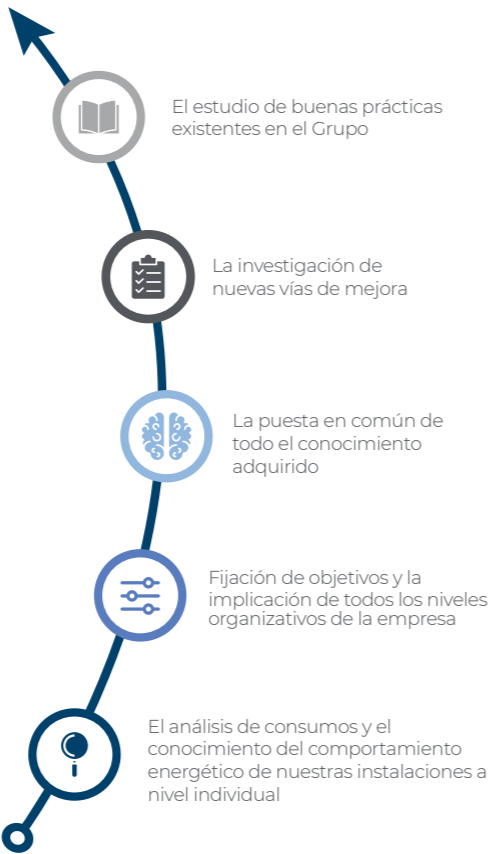 El estudio de buenas prácticas
existentes en el Grupo
La investigación de
nuevas vías de mejora
La puesta en común de
todo el conocimiento
adquirido
Fijación de objetivos y la
implicación de todos los niveles
organizativos de la empresa
El análisis de consumos y el
conocimiento del comportamiento
energético de nuestras instalaciones a
nivel individual